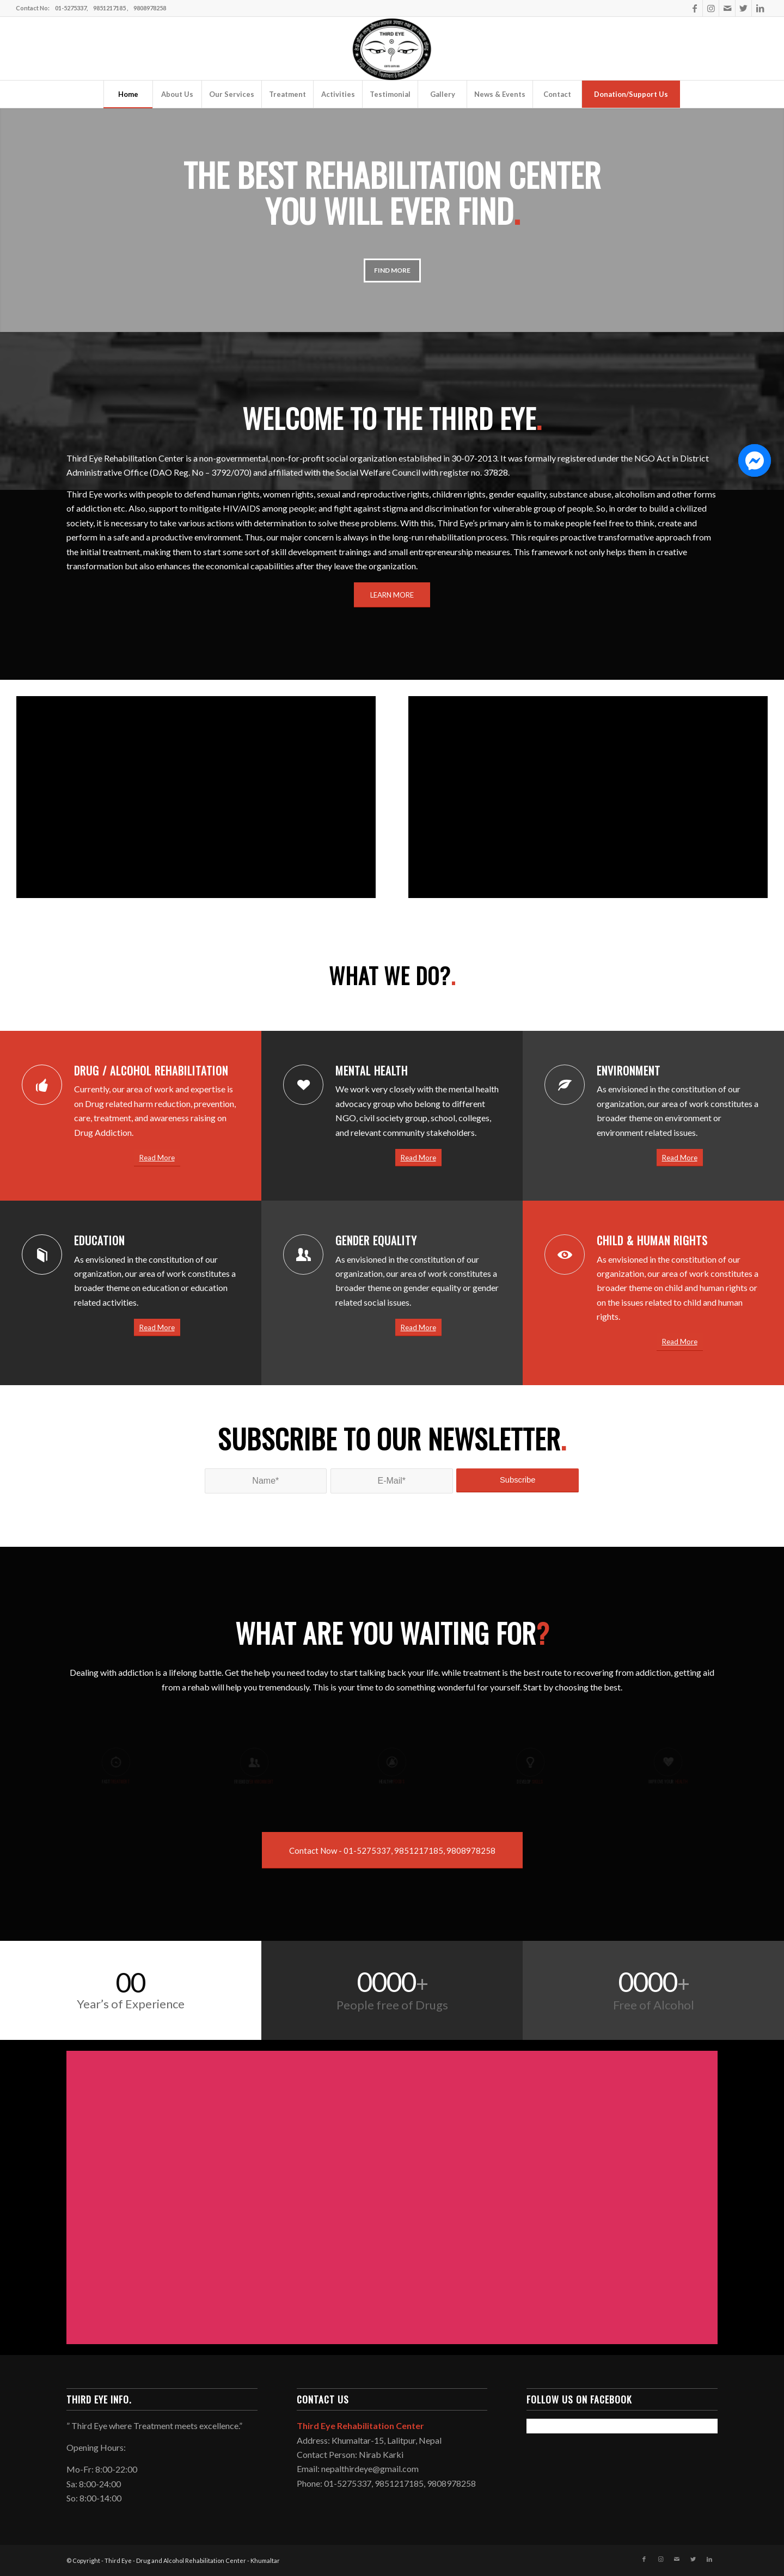 Contact No: 01-5275337, 9851217185, 9808978258
THIRD EYE
Home
About Us
Our Services
Treatment
Activities
Testimonial
Gallery
News & Events
Contact
Donation/Support Us
THE BEST REHABILITATION CENTER
YOU WILL EVER FIND.
FIND MORE
WELCOME TO THE THIRD EYE.
Third Eye Rehabilitation Center is a non-governmental, non-for-profit social organization established in 30-07-2013. It was formally registered under the NGO Act in District
Administrative Office (DAO Reg. No – 3792/070) and affiliated with the Social Welfare Council with register no. 37828.
Third Eye works with people to defend human rights, women rights, sexual and reproductive rights, children rights, gender equality, substance abuse, alcoholism and other forms
of addiction etc. Also, support to mitigate HIV/AIDS among people; and fight against stigma and discrimination for vulnerable group of people. So, in order to build a civilized
society, it is necessary to take various actions with determination to solve these problems. With this, Third Eye's primary aim is to make people feel free to think, create and
perform in a safe and a productive environment. Thus, our major concern is always in the long-run rehabilitation process. This requires proactive transformative approach from
the initial treatment, making them to start some sort of skill development trainings and small entrepreneurship measures. This framework not only helps them in creative
transformation but also enhances the economical capabilities after they leave the organization.
LEARN MORE
WHAT WE DO?.
DRUG / ALCOHOL REHABILITATION
Currently, our area of work and expertise is
on Drug related harm reduction, prevention,
care, treatment, and awareness raising on
Drug Addiction.
Read More
MENTAL HEALTH
We work very closely with the mental health
advocacy group who belong to different
NGO, civil society group, school, colleges,
and relevant community stakeholders.
Read More
ENVIRONMENT
As envisioned in the constitution of our
organization, our area of work constitutes a
broader theme on environment or
environment related issues.
Read More
EDUCATION
As envisioned in the constitution of our
organization, our area of work constitutes a
broader theme on education or education
related activities.
Read More
GENDER EQUALITY
As envisioned in the constitution of our
organization, our area of work constitutes a
broader theme on gender equality or gender
related social issues.
Read More
CHILD & HUMAN RIGHTS
As envisioned in the constitution of our
organization, our area of work constitutes a
broader theme on child and human rights or
on the issues related to child and human
rights.
Read More
SUBSCRIBE TO OUR NEWSLETTER.
Name*
E-Mail*
Subscribe
WHAT ARE YOU WAITING FOR?
Dealing with addiction is a lifelong battle. Get the help you need today to start talking back your life. while treatment is the best route to recovering from addiction, getting aid
from a rehab will help you tremendously. This is your time to do something wonderful for yourself. Start by choosing the best.
Contact Now - 01-5275337, 9851217185, 9808978258
00
Year's of Experience
0000+
People free of Drugs
0000+
Free of Alcohol
THIRD EYE INFO.
" Third Eye where Treatment meets excellence."
Opening Hours:
Mo-Fr: 8:00-22:00
Sa: 8:00-24:00
So: 8:00-14:00
CONTACT US
Third Eye Rehabilitation Center
Address: Khumaltar-15, Lalitpur, Nepal
Contact Person: Nirab Karki
Email: nepalthirdeye@gmail.com
Phone: 01-5275337, 9851217185, 9808978258
FOLLOW US ON FACEBOOK
© Copyright - Third Eye - Drug and Alcohol Rehabilitation Center - Khumaltar